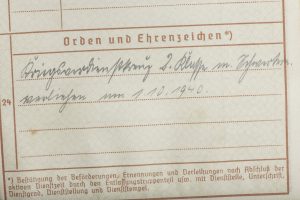 Orden und Ehrenzeichen*)
Kriegsverdienstkreuz 2. Klasse m. Schwertern
verliehen am 1.10.1940.
24
*) Bestätigung der Beförderungen, Ernennungen und Verleihungen nach Abschluß der
aktiven Dienstzeit durch den Entlassungstruppenteil usw. mit Dienststelle, Unterschrift,
Dienstgrad, Dienststellung und Dienststempel.